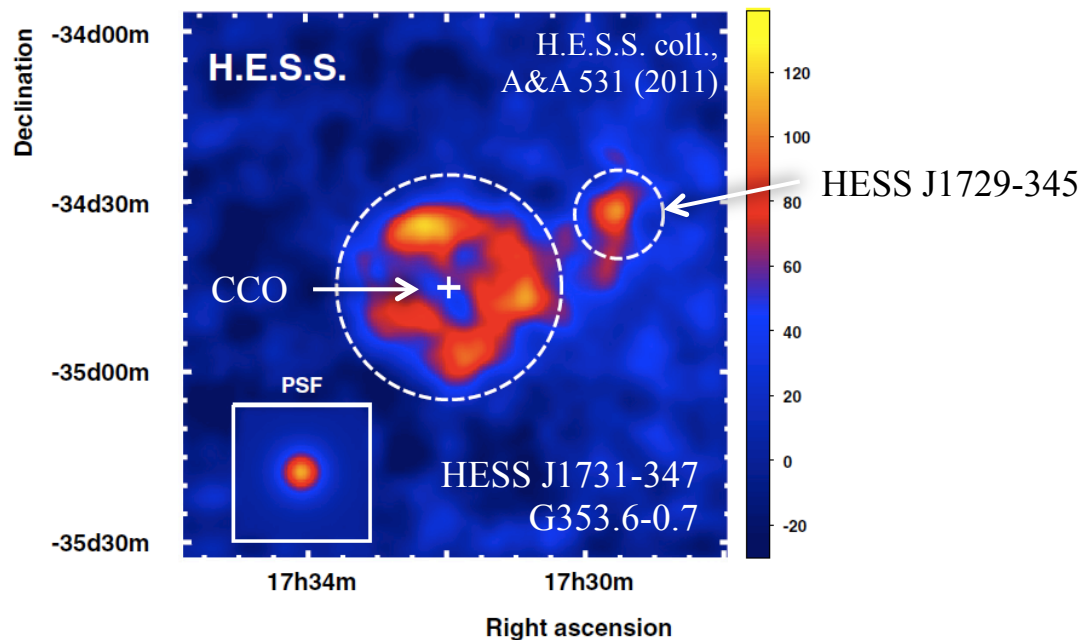 -34d00m
H.E.S.S.
H.E.S.S. coll.,
A&A 531 (2011)
Declination
120
100
HESS J1729-345
-34d30m
80
60
CCO
40
-35d00m
PSF
20
0
HESS J1731-347
G353.6-0.7
-20
-35d30m
17h34m
17h30m
Right ascension